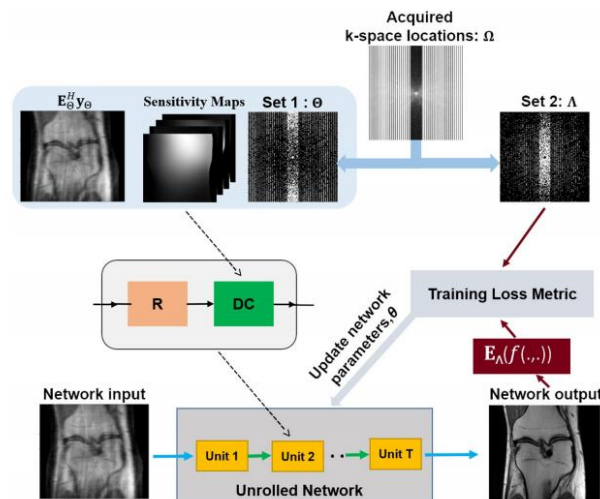 Acquired
k-space locations: Ω
E_Θ^H y_Θ
Sensitivity Maps
Set 1 : Θ
Set 2: Λ
R
DC
Training Loss Metric
Update network
parameters,θ
E_Λ(f(.,.))
Network input
Network output
Unit 1
Unit 2
··
Unit T
Unrolled Network